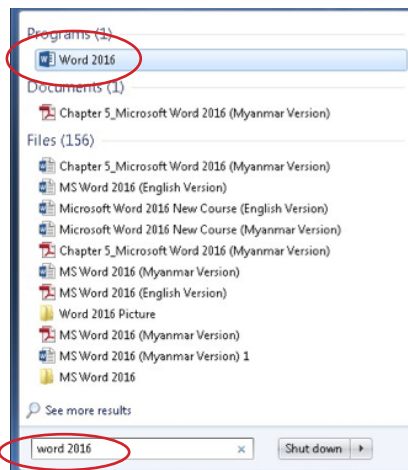 Programs (1)
Word 2016
Documents (1)
Chapter 5_Microsoft Word 2016 (Myanmar Version)
Files (156)
Chapter 5_Microsoft Word 2016 (Myanmar Version)
MS Word 2016 (English Version)
Microsoft Word 2016 New Course (English Version)
Microsoft Word 2016 New Course (Myanmar Version)
Chapter 5_Microsoft Word 2016 (Myanmar Version)
MS Word 2016 (Myanmar Version)
MS Word 2016 (English Version)
Word 2016 Picture
MS Word 2016 (Myanmar Version)
MS Word 2016 (Myanmar Version) 1
MS Word 2016
See more results
word 2016 Shut down